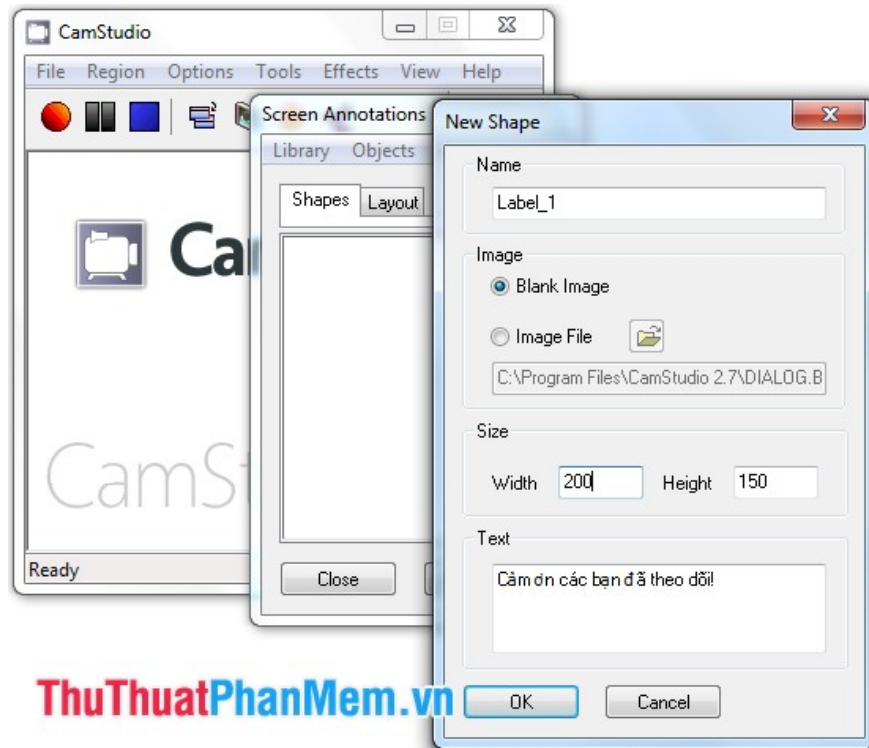 CamStudio
File Region Options Tools Effects View Help
CamSt
Ready
Screen Annotations
Library Objects
Shapes Layout
Close
New Shape
Name
Label_1
Image
Blank Image
Image File
C:\Program Files\CamStudio 2.7\DIALOG.B
Size
Width 200 Height 150
Text
Cảm ơn các bạn đã theo dõi!
OK Cancel
ThuThuatPhanMem.vn